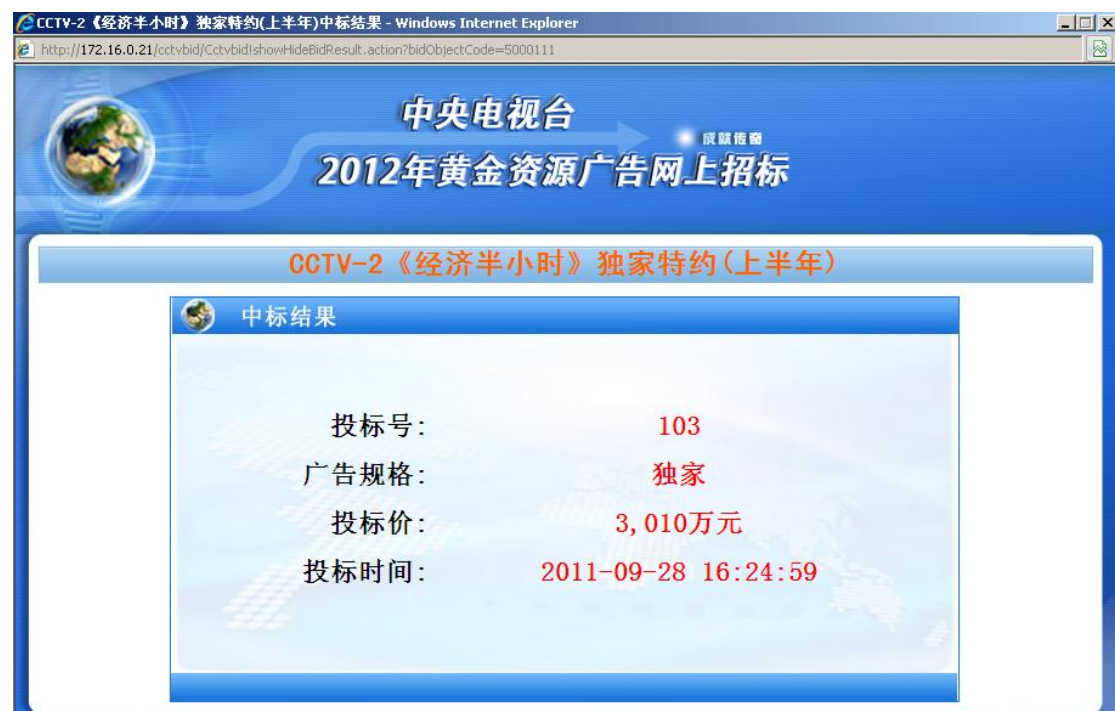 CCTV-2《经济半小时》独家特约(上半年)中标结果 - Windows Internet Explorer
http://172.16.0.21/cctvbid/Cctvbid!showHideBidResult.action?bidObjectCode=5000111
中央电视台
成就传奇
2012年黄金资源广告网上招标
CCTV-2《经济半小时》独家特约(上半年)
中标结果
投标号: 103
广告规格: 独家
投标价: 3,010万元
投标时间: 2011-09-28 16:24:59